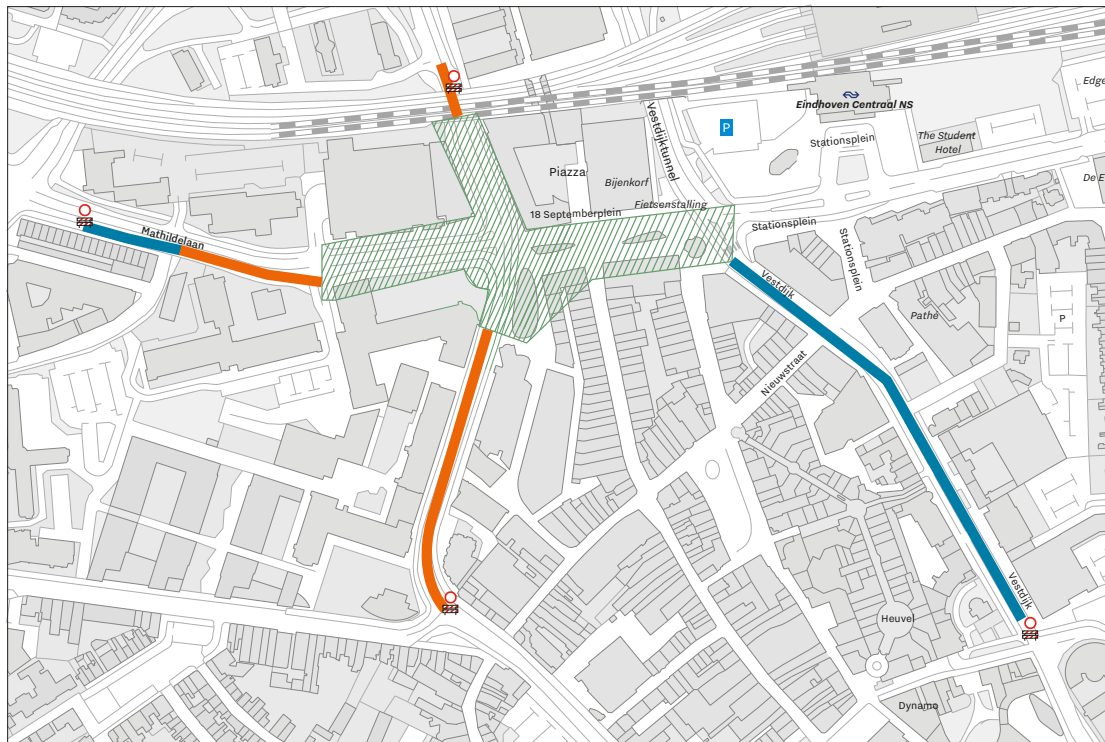 Edge
Eindhoven Centraal NS
P
Vestdijktunnel
Stationsplein
The Student
Hotel
Piazza
Bijenkorf
De E
Fietsenstalling
18 Septemberplein
Stationsplein
Mathildelaan
Stationsplein
Vestdijk
Pathé
P
Nieuwstraat
Vestdijk
Heuvel
Dynamo